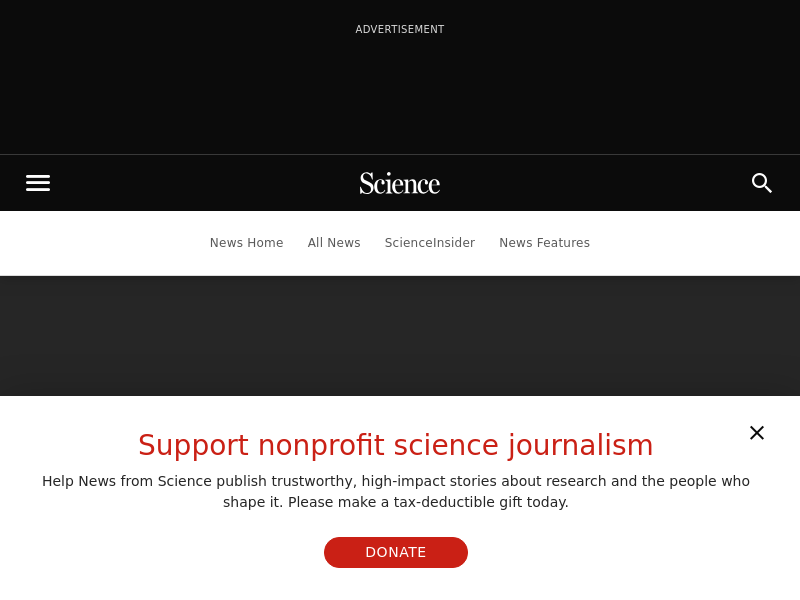 ADVERTISEMENT
Science
News Home All News ScienceInsider News Features
Support nonprofit science journalism
Help News from Science publish trustworthy, high-impact stories about research and the people who
shape it. Please make a tax-deductible gift today.
DONATE